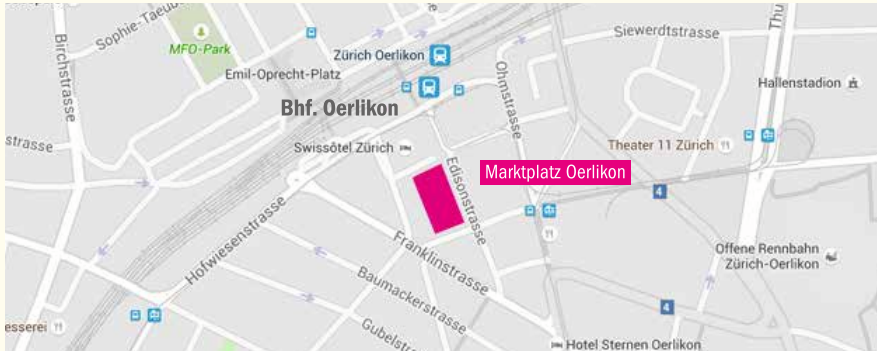 Sophie-Taeub
MFO-Park
Birchstrasse
Zürich Oerlikon
Emil-Oprecht-Platz
Bhf. Oerlikon
Ohmstrasse
Siewerdtstrasse
Thu
Hallenstadion
strasse
Swissôtel Zürich
Edisonstrasse
Theater 11 Zürich
Marktplatz Oerlikon
4
Hofwiesenstrasse
Franklinstrasse
Baumackerstrasse
Gubelstr
Offene Rennbahn
Zürich-Oerlikon
4
esserei
Hotel Sternen Oerlikon